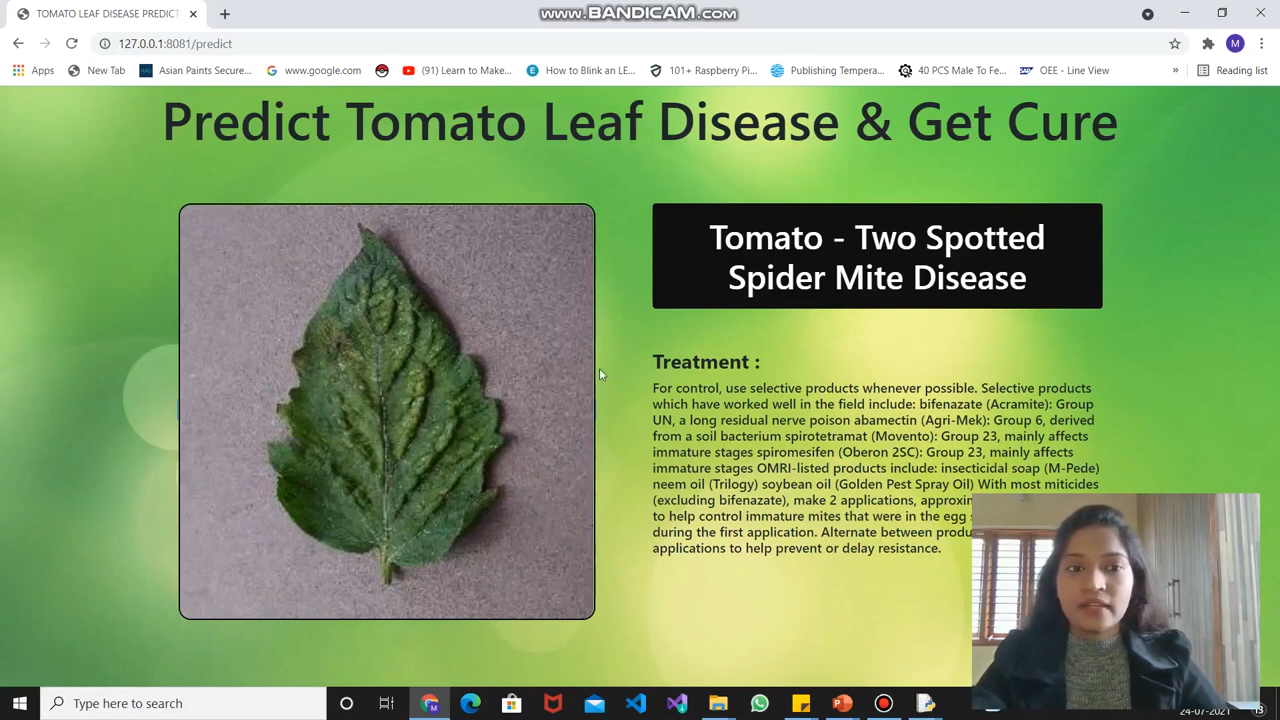 www.BANDICAM.com
TOMATO LEAF DISEASE PREDICT
127.0.0.1:8081/predict
M
Apps
New Tab
Asian Paints Secure...
www.google.com
(91) Learn to Make...
How to Blink an LE...
101+ Raspberry Pi...
Publishing Tempera...
40 PCS Male To Fe...
OEE - Line View
»
Reading list
Predict Tomato Leaf Disease & Get Cure
Tomato - Two Spotted
Spider Mite Disease
Treatment :
For control, use selective products whenever possible. Selective products
which have worked well in the field include: bifenazate (Acramite): Group
UN, a long residual nerve poison abamectin (Agri-Mek): Group 6, derived
from a soil bacterium spirotetramat (Movento): Group 23, mainly affects
immature stages spiromesifen (Oberon 2SC): Group 23, mainly affects
immature stages OMRI-listed products include: insecticidal soap (M-Pede)
neem oil (Trilogy) soybean oil (Golden Pest Spray Oil) With most miticides
(excluding bifenazate), make 2 applications,
to help control immature mites that were in the egg
during the first application. Alternate between
applications to help prevent or delay resistance.
Type here to search
24-07-2021